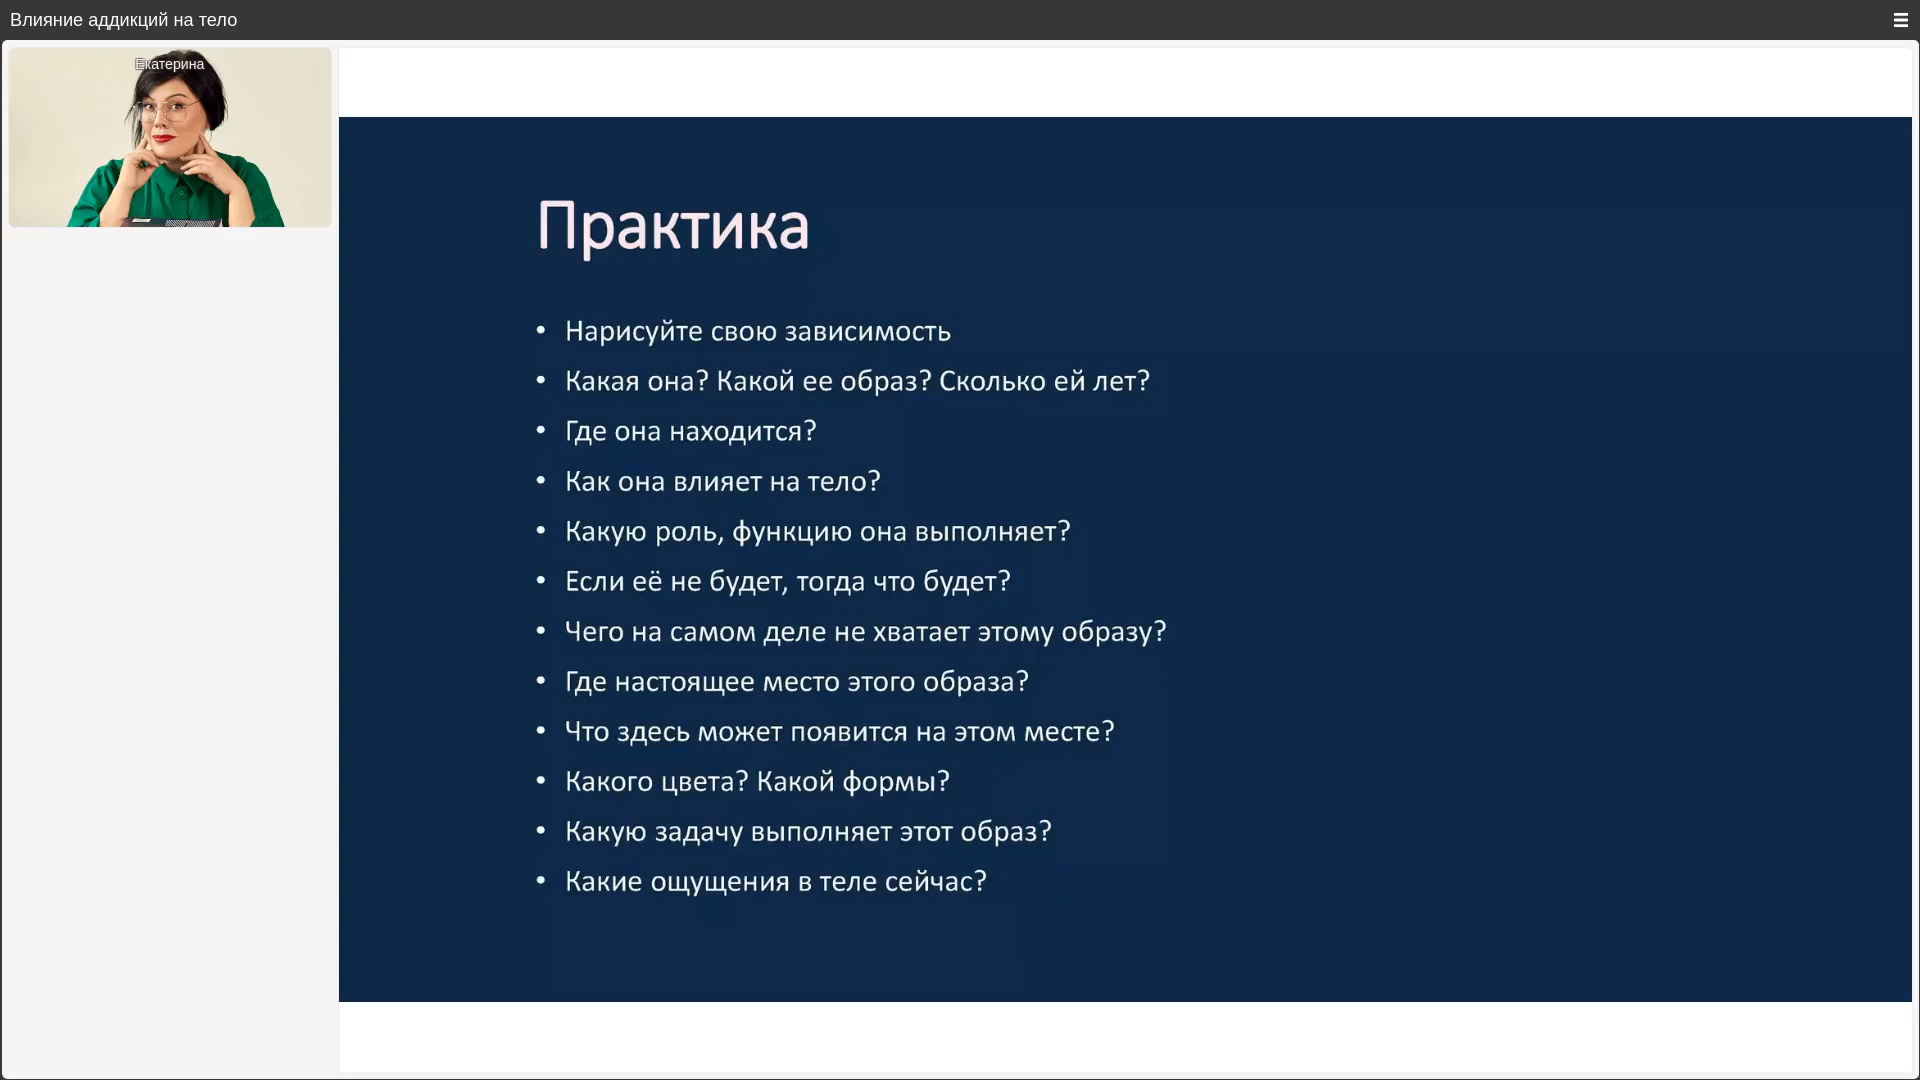 Влияние аддикций на тело
Екатерина
Практика
• Нарисуйте свою зависимость
• Какая она? Какой ее образ? Сколько ей лет?
• Где она находится?
• Как она влияет на тело?
• Какую роль, функцию она выполняет?
• Если её не будет, тогда что будет?
• Чего на самом деле не хватает этому образу?
• Где настоящее место этого образа?
• Что здесь может появится на этом месте?
• Какого цвета? Какой формы?
• Какую задачу выполняет этот образ?
• Какие ощущения в теле сейчас?